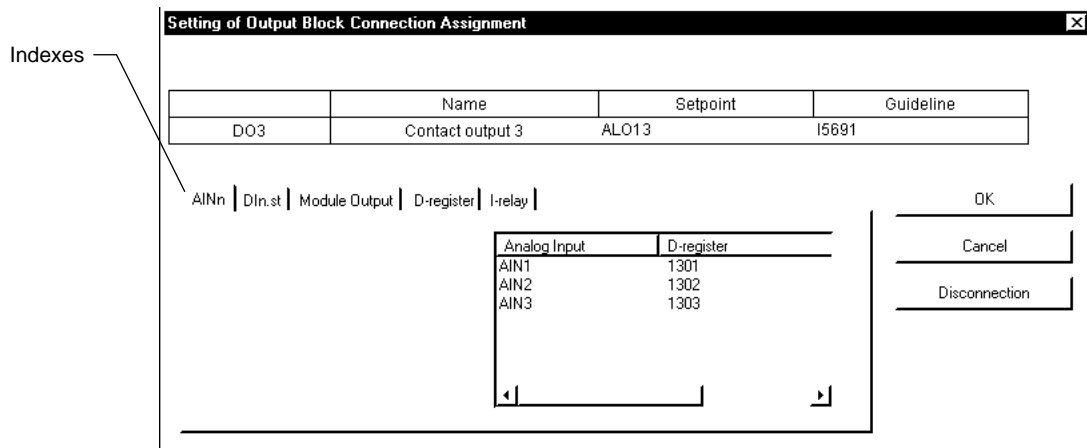 Setting of Output Block Connection Assignment
Indexes
Name Setpoint Guideline
DO3 Contact output 3 ALO13 I5691
AINn DIn.st Module Output D-register I-relay
OK
Analog Input D-register
Cancel
AIN1 1301
AIN2 1302
Disconnection
AIN3 1303